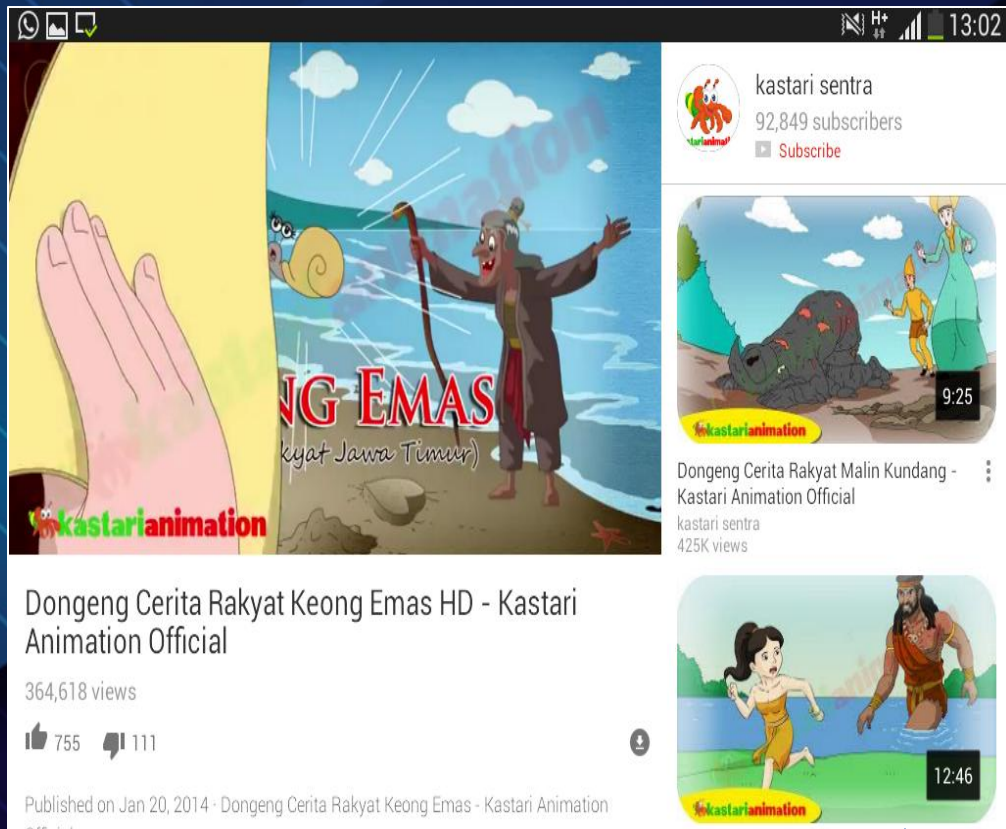 13:02
H+
NG EMAS
kyat Jawa Timur)
kastarianimation
Dongeng Cerita Rakyat Keong Emas HD - Kastari
Animation Official
364,618 views
755 111
Published on Jan 20, 2014 · Dongeng Cerita Rakyat Keong Emas - Kastari Animation
kastari sentra
92,849 subscribers
Subscribe
9:25
kastarianimation
Dongeng Cerita Rakyat Malin Kundang -
Kastari Animation Official
kastari sentra
425K views
12:46
kastarianimation